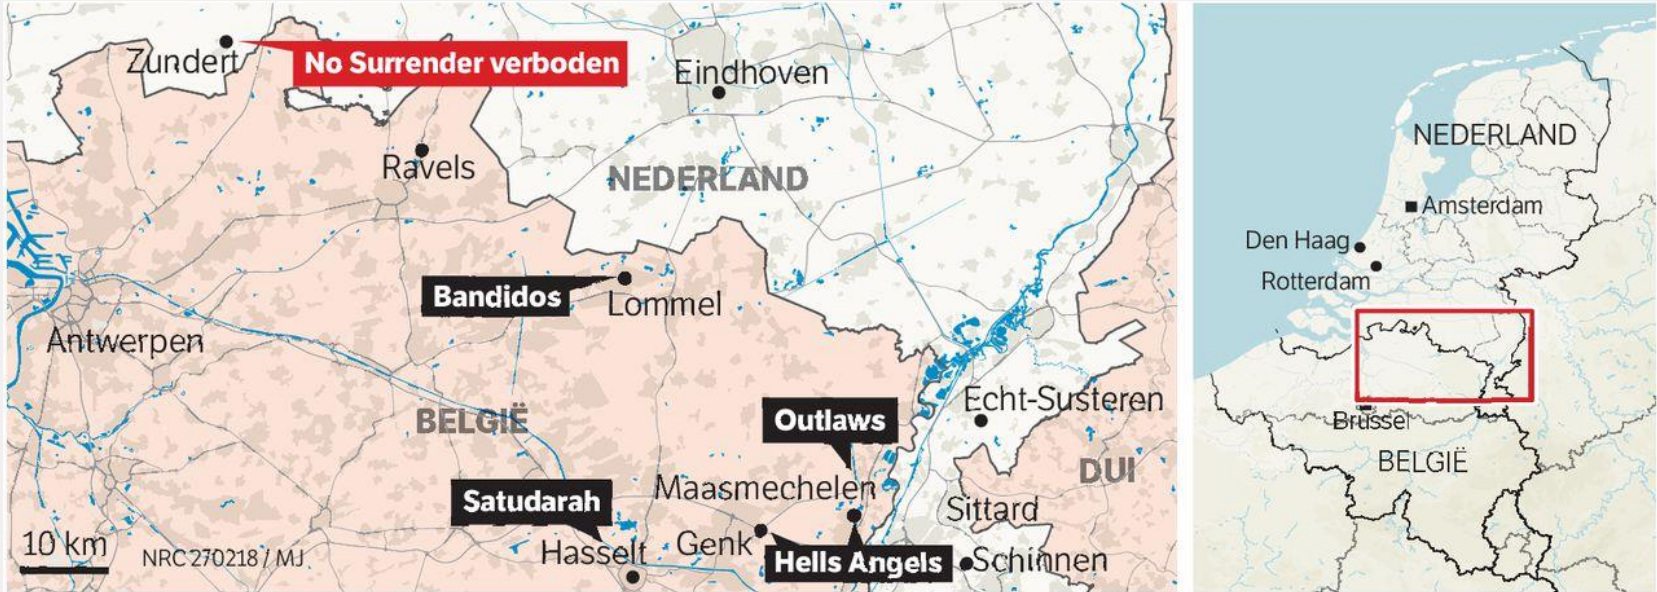 Zundert
No Surrender verboden
Eindhoven
Ravels
NEDERLAND
Bandidos
Lommel
Antwerpen
BELGIË
Outlaws
Echt-Susteren
DUI
Satudarah
Maasmechelen
Sittard
Hasselt
Genk
Hells Angels
Schinnen
10 km
NRC 270218 / MJ
NEDERLAND
Amsterdam
Den Haag
Rotterdam
Brussel
BELGIË